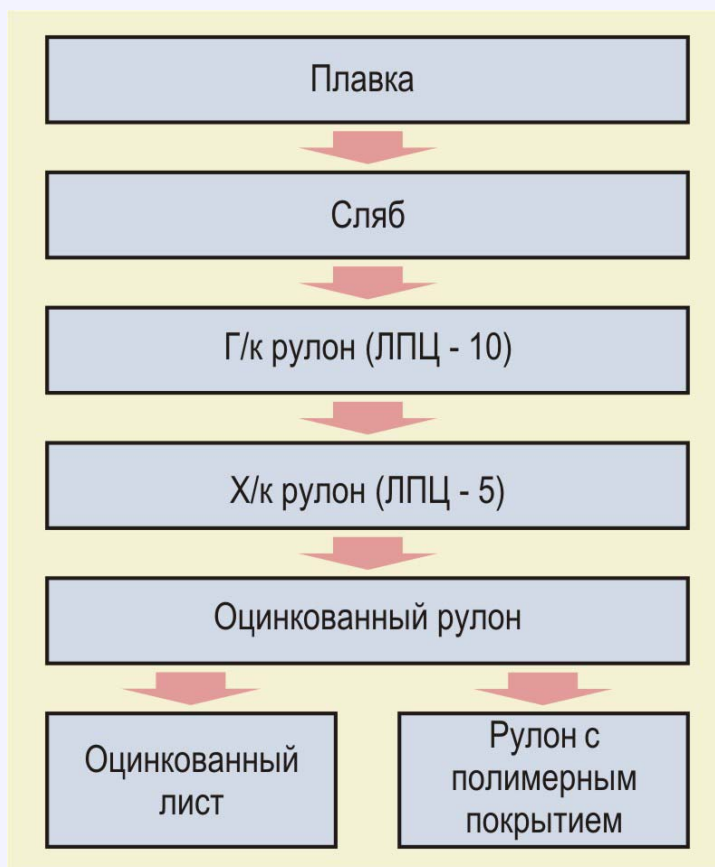 Плавка
Сляб
Г/к рулон (ЛПЦ - 10)
Х/к рулон (ЛПЦ - 5)
Оцинкованный рулон
Оцинкованный
лист
Рулон с
полимерным
покрытием